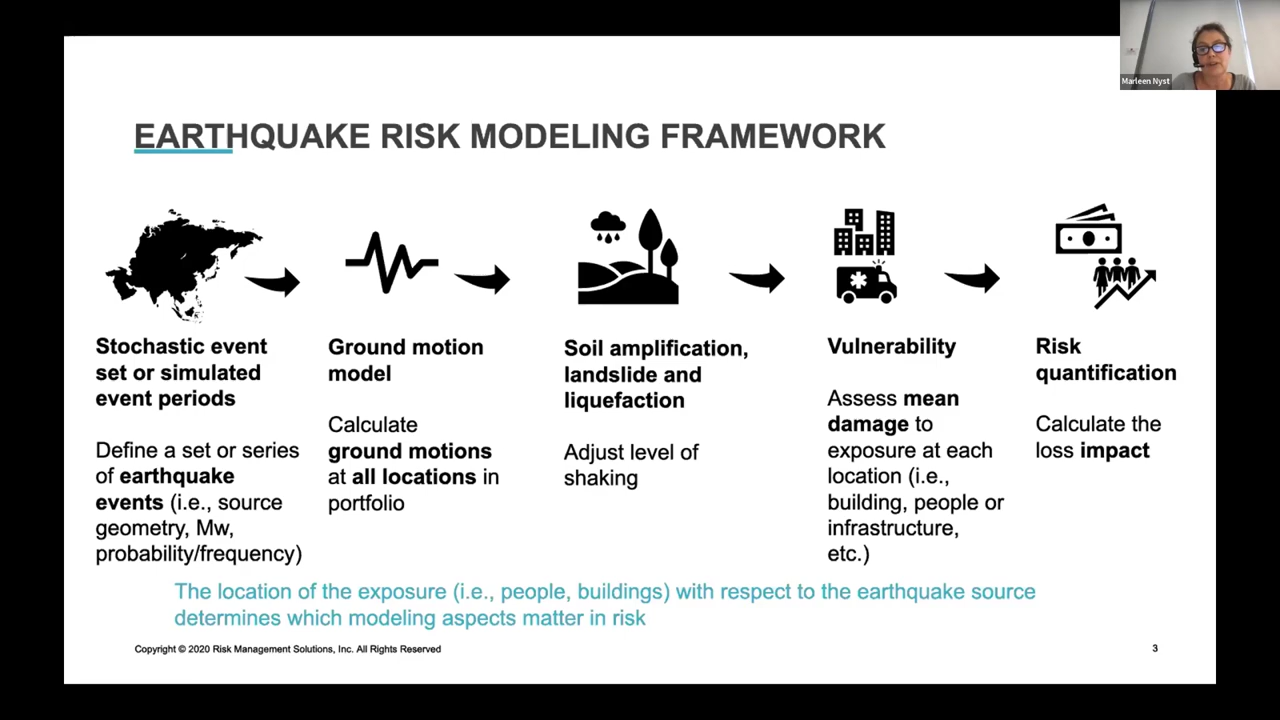 Marleen Nyst
EARTHQUAKE RISK MODELING FRAMEWORK
Stochastic event
set or simulated
event periods
Define a set or series
of earthquake
events (i.e., source
geometry, Mw,
probability/frequency)
Ground motion
model
Calculate
ground motions
at all locations in
portfolio
Soil amplification,
landslide and
liquefaction
Adjust level of
shaking
Vulnerability
Assess mean
damage to
exposure at each
location (i.e.,
building, people or
infrastructure,
etc.)
Risk
quantification
Calculate the
loss impact
The location of the exposure (i.e., people, buildings) with respect to the earthquake source
determines which modeling aspects matter in risk
Copyright © 2020 Risk Management Solutions, Inc. All Rights Reserved
3